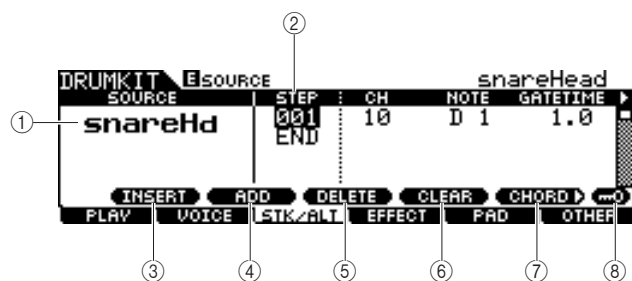 ②
DRUMKIT E SOURCE snareHead
SOURCE STEP CH NOTE GATETIME
① snareHd 001 10 D 1 1.0
END
INSERT ADD DELETE CLEAR CHORD
PLAY VOICE STK/ALT EFFECT PAD OTHER
③ ④ ⑤ ⑥ ⑦ ⑧